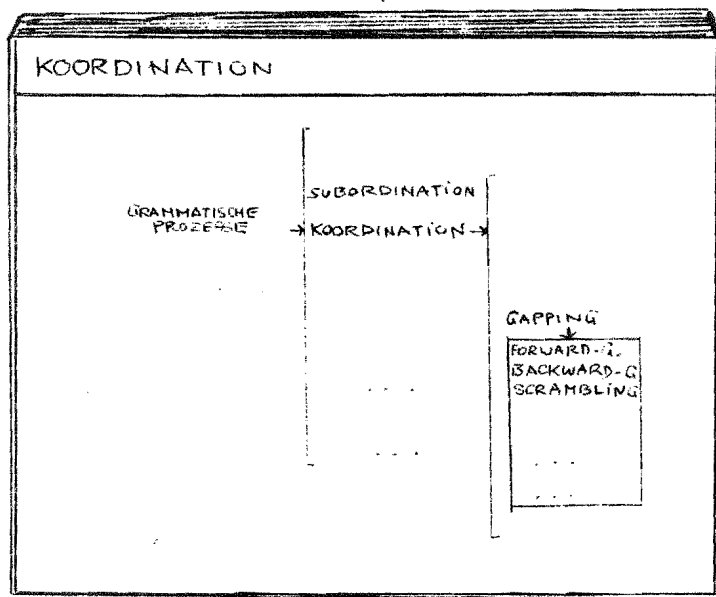 KOORDINATION
SUBORDINATION
GRAMMATISCHE
PROZESSE
→ KOORDINATION →
GAPPING
FORWARD-G.
BACKWARD-G
SCRAMBLING
. . .
. . .
. . .
. . .